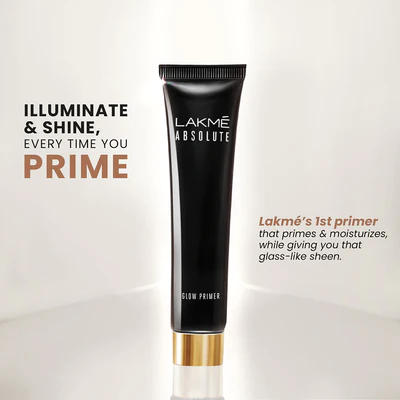 ILLUMINATE
& SHINE,
EVERY TIME YOU
PRIME
LAKMĒ
ABSOLUTE
GLOW PRIMER
Lakmé's 1st primer
that primes & moisturizes,
while giving you that
glass-like sheen.